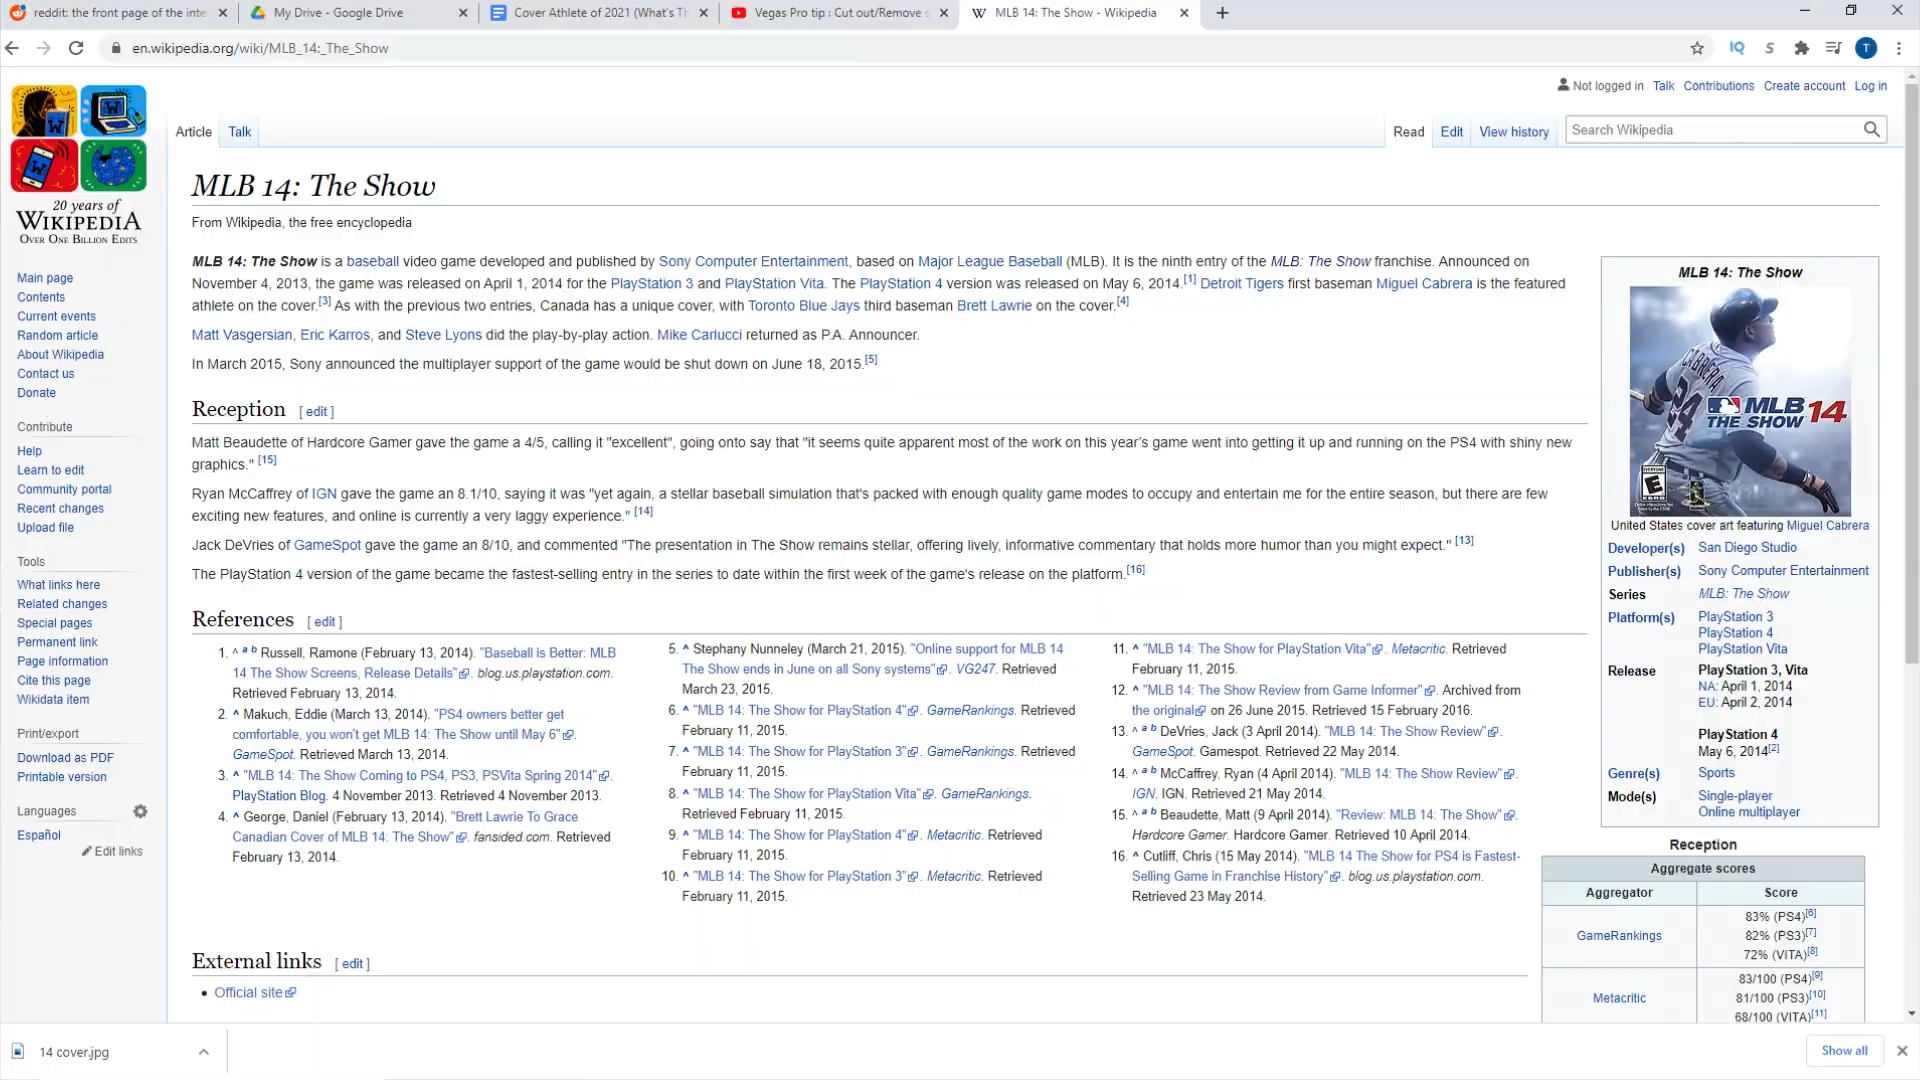 reddit: the front page of the inte
My Drive - Google Drive
Cover Athlete of 2021 (What's Th
Vegas Pro tip : Cut out/Remove s
MLB 14: The Show - Wikipedia
en.wikipedia.org/wiki/MLB_14:_The_Show
IQ
S
T
Not logged in Talk Contributions Create account Log in
Article Talk
Read Edit View history
Search Wikipedia
20 years of
WIKIPEDIA
OVER ONE BILLION EDITS
Main page
Contents
Current events
Random article
About Wikipedia
Contact us
Donate
Contribute
Help
Learn to edit
Community portal
Recent changes
Upload file
Tools
What links here
Related changes
Special pages
Permanent link
Page information
Cite this page
Wikidata item
Print/export
Download as PDF
Printable version
Languages
Español
Edit links
MLB 14: The Show
From Wikipedia, the free encyclopedia
MLB 14: The Show is a baseball video game developed and published by Sony Computer Entertainment, based on Major League Baseball (MLB). It is the ninth entry of the MLB: The Show franchise. Announced on
November 4, 2013, the game was released on April 1, 2014 for the PlayStation 3 and PlayStation Vita. The PlayStation 4 version was released on May 6, 2014.[1] Detroit Tigers first baseman Miguel Cabrera is the featured
athlete on the cover.[3] As with the previous two entries, Canada has a unique cover, with Toronto Blue Jays third baseman Brett Lawrie on the cover.[4]
Matt Vasgersian, Eric Karros, and Steve Lyons did the play-by-play action. Mike Carlucci returned as P.A. Announcer.
In March 2015, Sony announced the multiplayer support of the game would be shut down on June 18, 2015.[5]
Reception [ edit ]
Matt Beaudette of Hardcore Gamer gave the game a 4/5, calling it "excellent", going onto say that "it seems quite apparent most of the work on this year's game went into getting it up and running on the PS4 with shiny new
graphics." [15]
Ryan McCaffrey of IGN gave the game an 8.1/10, saying it was "yet again, a stellar baseball simulation that's packed with enough quality game modes to occupy and entertain me for the entire season, but there are few
exciting new features, and online is currently a very laggy experience." [14]
Jack DeVries of GameSpot gave the game an 8/10, and commented "The presentation in The Show remains stellar, offering lively, informative commentary that holds more humor than you might expect." [13]
The PlayStation 4 version of the game became the fastest-selling entry in the series to date within the first week of the game's release on the platform.[16]
References [ edit ]
1. ^ a b Russell, Ramone (February 13, 2014). "Baseball is Better: MLB
14 The Show Screens, Release Details". blog.us.playstation.com.
Retrieved February 13, 2014.
2. ^ Makuch, Eddie (March 13, 2014). "PS4 owners better get
comfortable, you won't get MLB 14: The Show until May 6".
GameSpot. Retrieved March 13, 2014.
3. ^ "MLB 14: The Show Coming to PS4, PS3, PSVita Spring 2014".
PlayStation Blog. 4 November 2013. Retrieved 4 November 2013.
4. ^ George, Daniel (February 13, 2014). "Brett Lawrie To Grace
Canadian Cover of MLB 14: The Show". fansided.com. Retrieved
February 13, 2014.
5. ^ Stephany Nunneley (March 21, 2015). "Online support for MLB 14
The Show ends in June on all Sony systems". VG247. Retrieved
March 23, 2015.
6. ^ "MLB 14: The Show for PlayStation 4". GameRankings. Retrieved
February 11, 2015.
7. ^ "MLB 14: The Show for PlayStation 3". GameRankings. Retrieved
February 11, 2015.
8. ^ "MLB 14: The Show for PlayStation Vita". GameRankings.
Retrieved February 11, 2015.
9. ^ "MLB 14: The Show for PlayStation 4". Metacritic. Retrieved
February 11, 2015.
10. ^ "MLB 14: The Show for PlayStation 3". Metacritic. Retrieved
February 11, 2015.
11. ^ "MLB 14: The Show for PlayStation Vita". Metacritic. Retrieved
February 11, 2015.
12. ^ "MLB 14: The Show Review from Game Informer". Archived from
the original on 26 June 2015. Retrieved 15 February 2016.
13. ^ a b DeVries, Jack (3 April 2014). "MLB 14: The Show Review".
GameSpot. Gamespot. Retrieved 22 May 2014.
14. ^ a b McCaffrey, Ryan (4 April 2014). "MLB 14: The Show Review".
IGN. IGN. Retrieved 21 May 2014.
15. ^ a b Beaudette, Matt (9 April 2014). "Review: MLB 14: The Show".
Hardcore Gamer. Hardcore Gamer. Retrieved 10 April 2014.
16. ^ Cutliff, Chris (15 May 2014). "MLB 14 The Show for PS4 is Fastest-
Selling Game in Franchise History". blog.us.playstation.com.
Retrieved 23 May 2014.
External links [ edit ]
• Official site
MLB 14: The Show
CABRERA
24
MLB
THE SHOW 14
EVERYONE
E
ESRB
United States cover art featuring Miguel Cabrera
Developer(s) San Diego Studio
Publisher(s) Sony Computer Entertainment
Series MLB: The Show
Platform(s) PlayStation 3
PlayStation 4
PlayStation Vita
Release PlayStation 3, Vita
NA: April 1, 2014
EU: April 2, 2014
PlayStation 4
May 6, 2014[2]
Genre(s) Sports
Mode(s) Single-player
Online multiplayer
Reception
Aggregate scores
Aggregator Score
GameRankings
83% (PS4)[6]
82% (PS3)[7]
72% (VITA)[8]
Metacritic
83/100 (PS4)[9]
81/100 (PS3)[10]
68/100 (VITA)[11]
14 cover.jpg
Show all